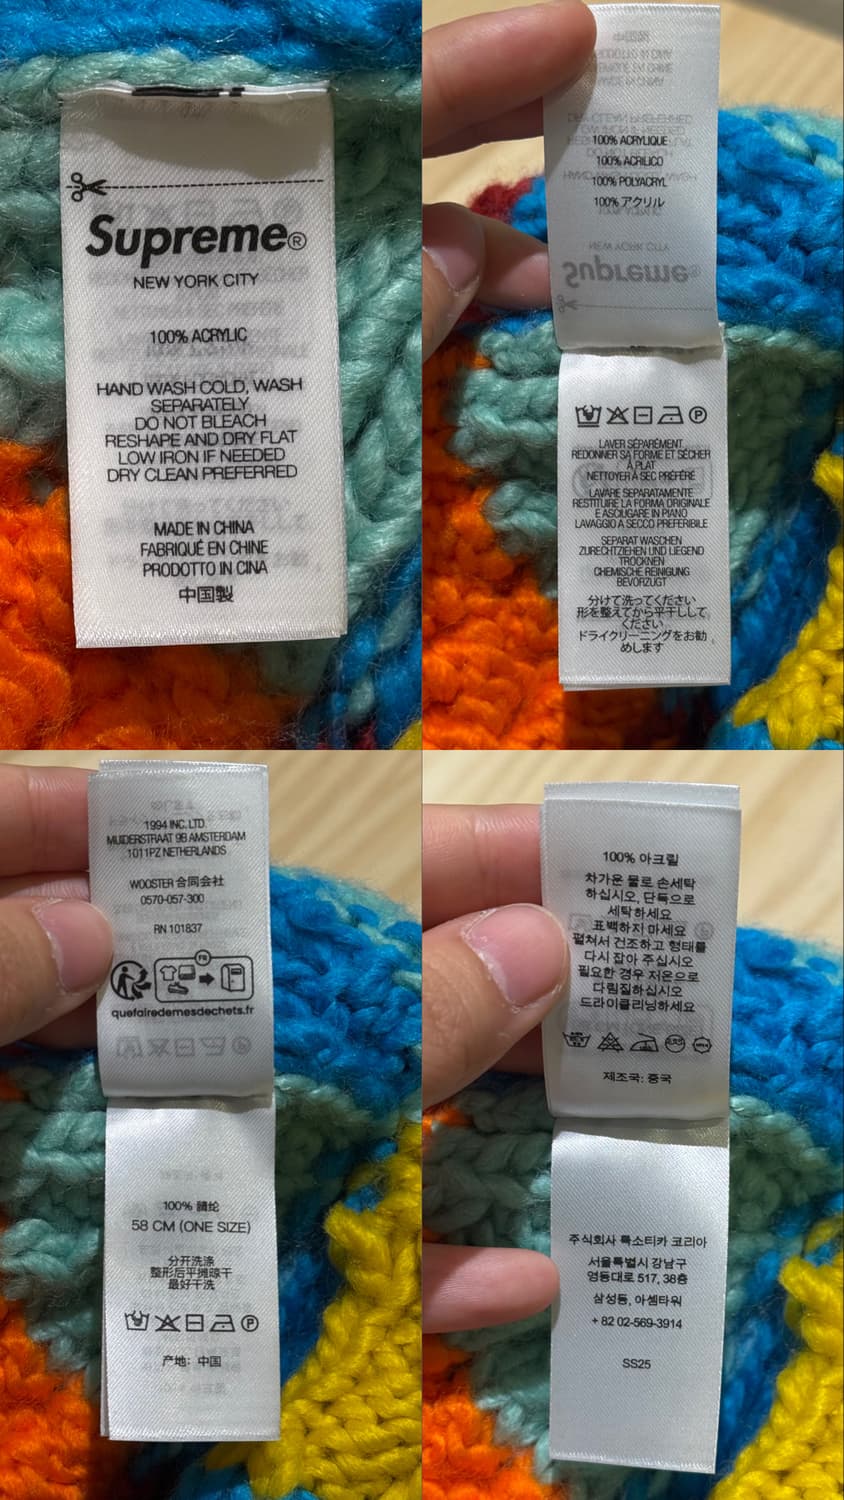 Supreme®
NEW YORK CITY
100% ACRYLIC
HAND WASH COLD, WASH
SEPARATELY
DO NOT BLEACH
RESHAPE AND DRY FLAT
LOW IRON IF NEEDED
DRY CLEAN PREFERRED
MADE IN CHINA
FABRIQUÉ EN CHINE
PRODOTTO IN CINA
中国製
100% ACRYLIQUE
100% ACRILICO
100% POLYACRYL
100% アクリル
LAVER SÉPARÉMENT
REDONNER SA FORME ET SÉCHER
À PLAT
NETTOYER À SEC PRÉFÉRÉ
LAVARE SEPARATAMENTE
RESTITUIRE LA FORMA ORIGINALE
E ASCIUGARE IN PIANO
LAVAGGIO A SECCO PREFERIBILE
SEPARAT WASCHEN
ZURECHTZIEHEN UND LIEGEND
TROCKNEN
CHEMISCHE REINIGUNG
BEVORZUGT
分けて洗ってください
形を整えてから平干しして
ください
ドライクリーニングをお勧
めします
1994 INC. LTD
MUIDERSTRAAT 9B AMSTERDAM
1011PZ NETHERLANDS
WOOSTER 合同会社
0570-057-300
RN 101837
FR
quefairedemesdechets.fr
100% 腈纶
58 CM (ONE SIZE)
分开洗涤
整形后平摊晾干
最好干洗
P
产地: 中国
100% 아크릴
차가운 물로 손세탁
하십시오, 단독으로
세탁하세요
표백하지 마세요
펼쳐서 건조하고 형태를
다시 잡아 주십시오
필요한 경우 저온으로
다림질하십시오
드라이클리닝하세요
제조국: 중국
주식회사 특소티카 코리아
서울특별시 강남구
영동대로 517, 38층
삼성동, 아셈타워
+ 82 02-569-3914
SS25